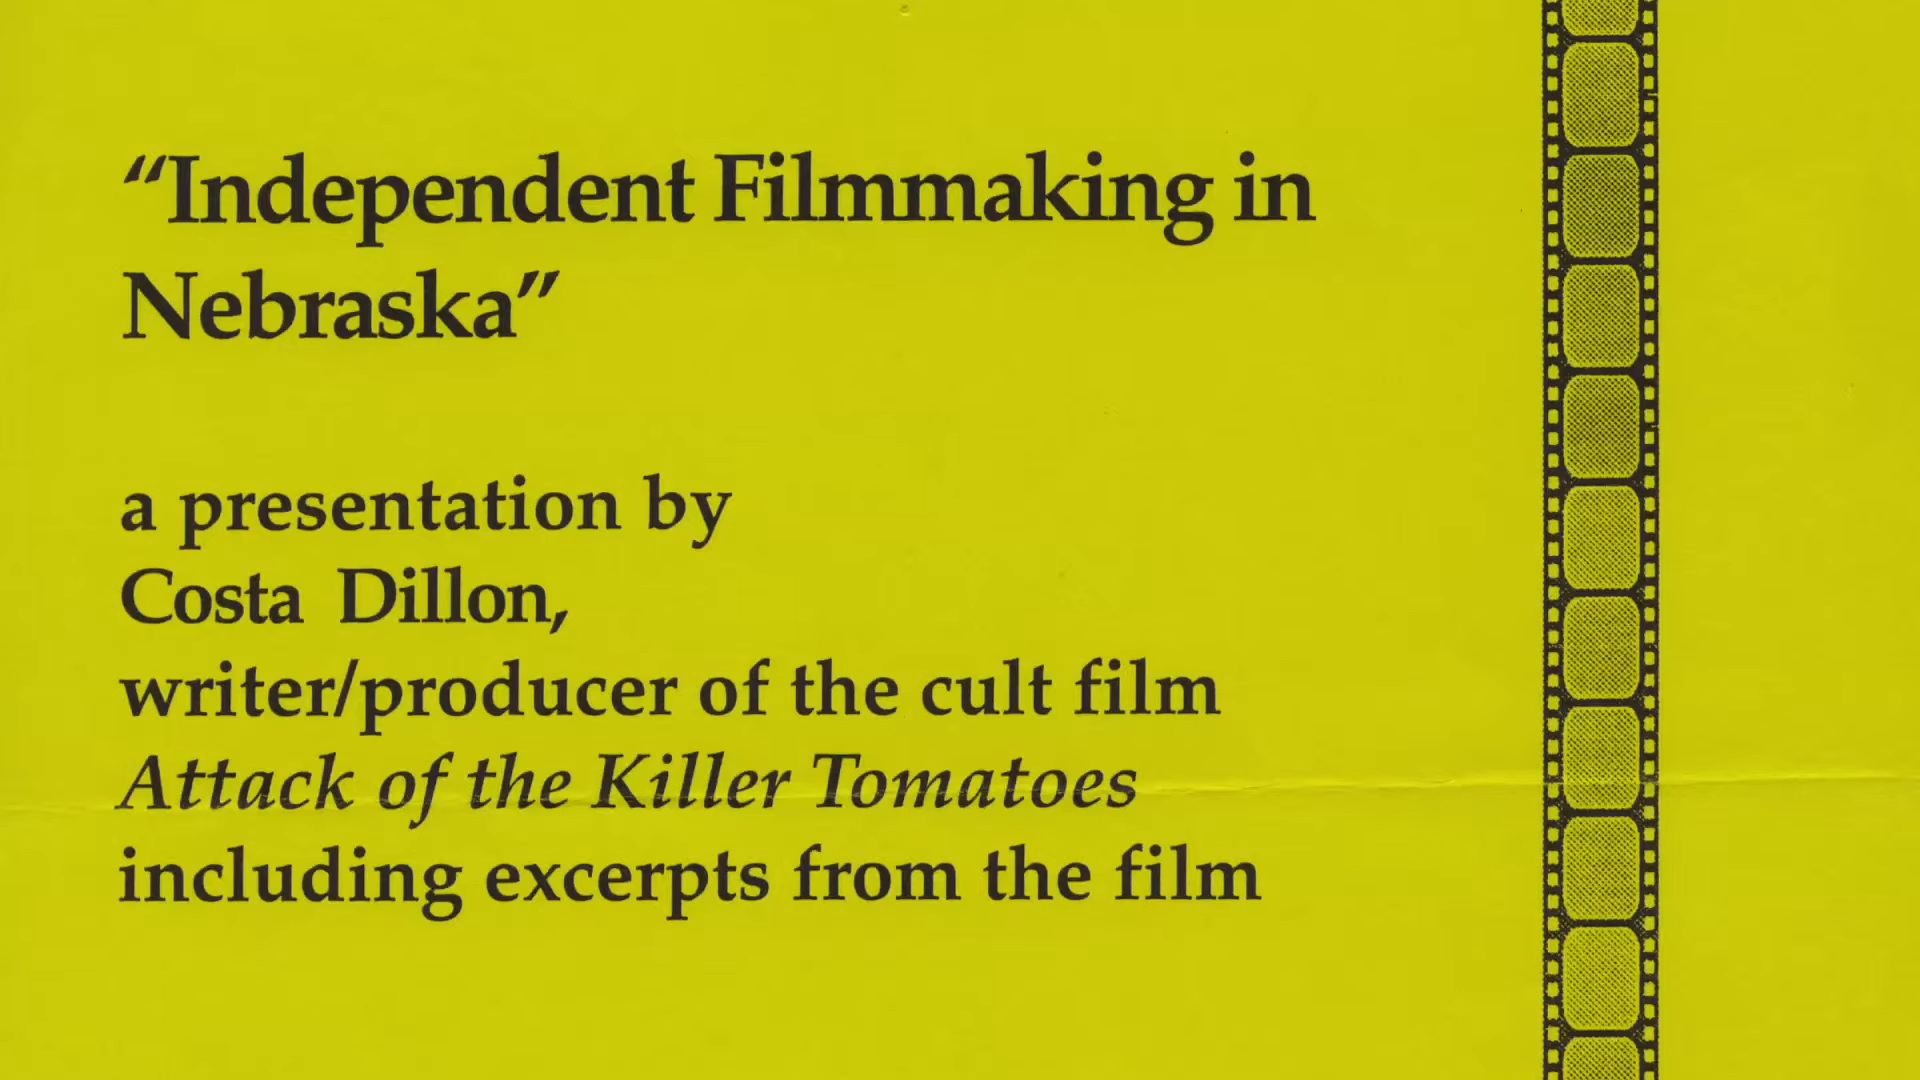 “Independent Filmmaking in
Nebraska”
a presentation by
Costa Dillon,
writer/producer of the cult film
Attack of the Killer Tomatoes
including excerpts from the film